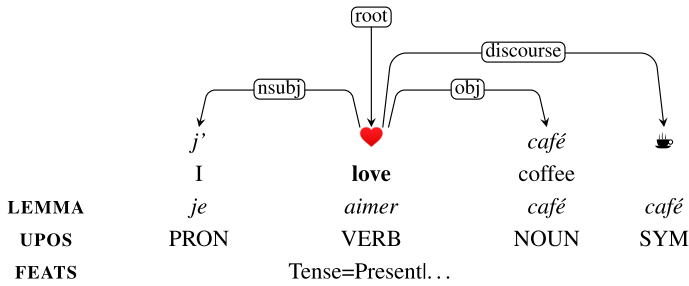 root
discourse
nsubj obj
j’ ❤️ café ☕
I love coffee
LEMMA je aimer café café
UPOS PRON VERB NOUN SYM
FEATS Tense=Present|...